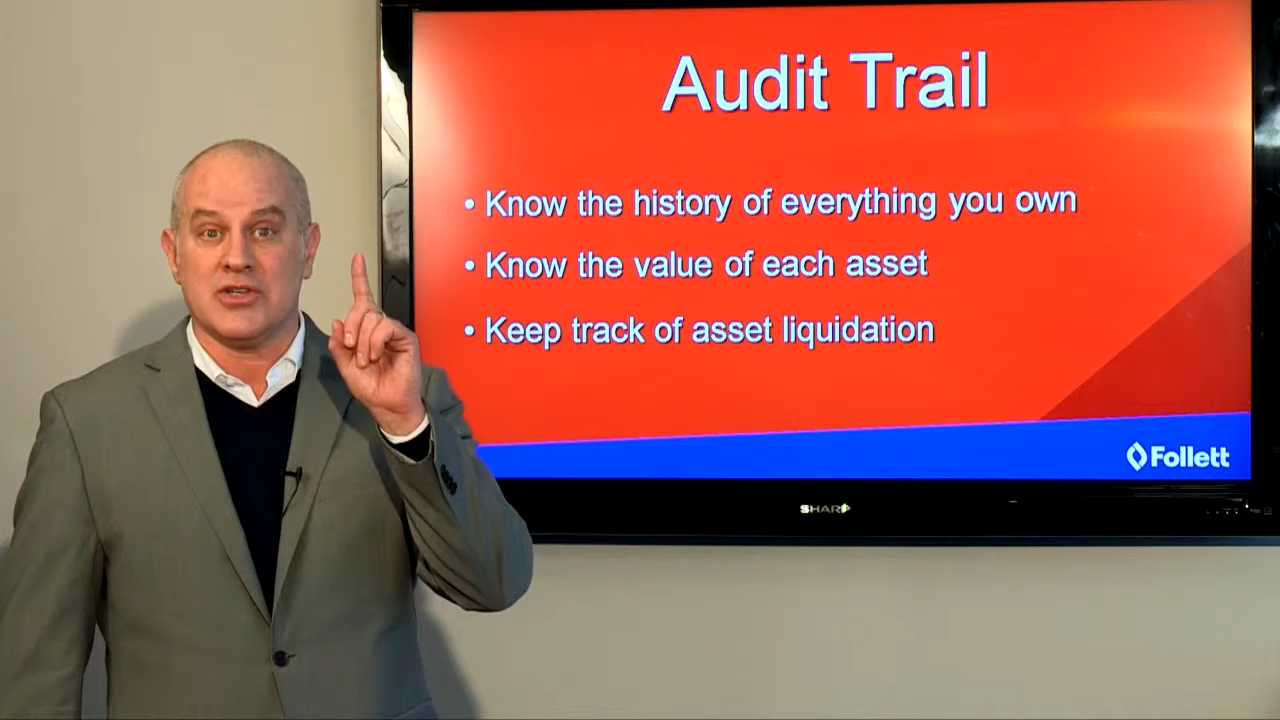 Audit Trail
• Know the history of everything you own
• Know the value of each asset
• Keep track of asset liquidation
Follett
SHARP